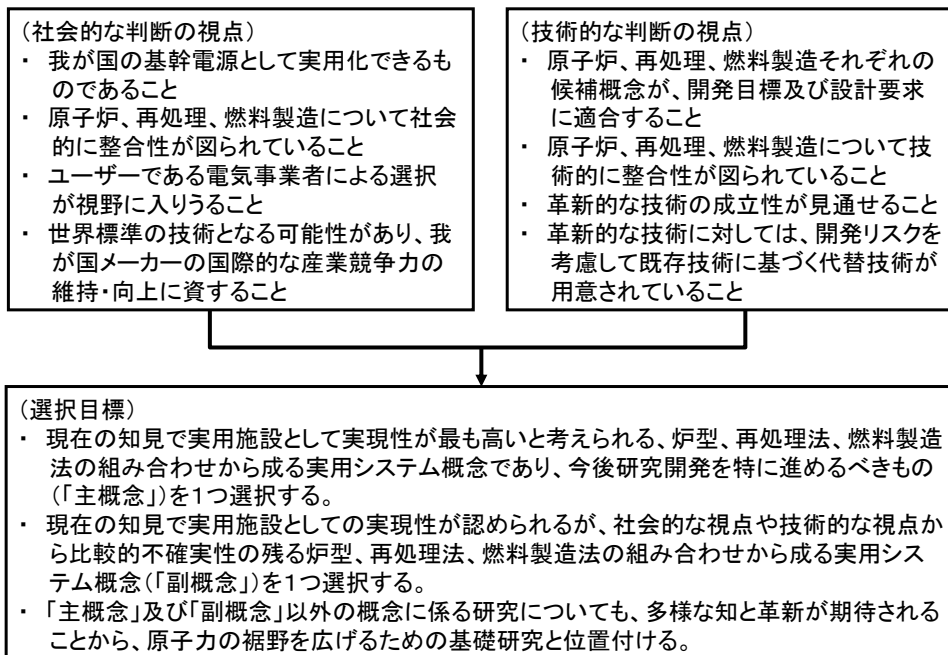 （社会的な判断の視点）
・ 我が国の基幹電源として実用化できるも
のであること
・ 原子炉、再処理、燃料製造について社会
的に整合性が図られていること
・ ユーザーである電気事業者による選択
が視野に入りうること
・ 世界標準の技術となる可能性があり、我
が国メーカーの国際的な産業競争力の
維持・向上に資すること
（技術的な判断の視点）
・ 原子炉、再処理、燃料製造それぞれの
候補概念が、開発目標及び設計要求
に適合すること
・ 原子炉、再処理、燃料製造について技
術的に整合性が図られていること
・ 革新的な技術の成立性が見通せること
・ 革新的な技術に対しては、開発リスクを
考慮して既存技術に基づく代替技術が
用意されていること
（選択目標）
・ 現在の知見で実用施設として実現性が最も高いと考えられる、炉型、再処理法、燃料製造
法の組み合わせから成る実用システム概念であり、今後研究開発を特に進めるべきもの
（「主概念」）を１つ選択する。
・ 現在の知見で実用施設としての実現性が認められるが、社会的な視点や技術的な視点か
ら比較的不確実性の残る炉型、再処理法、燃料製造法の組み合わせから成る実用シス
テム概念（「副概念」）を１つ選択する。
・ 「主概念」及び「副概念」以外の概念に係る研究についても、多様な知と革新が期待される
ことから、原子力の裾野を広げるための基礎研究と位置付ける。